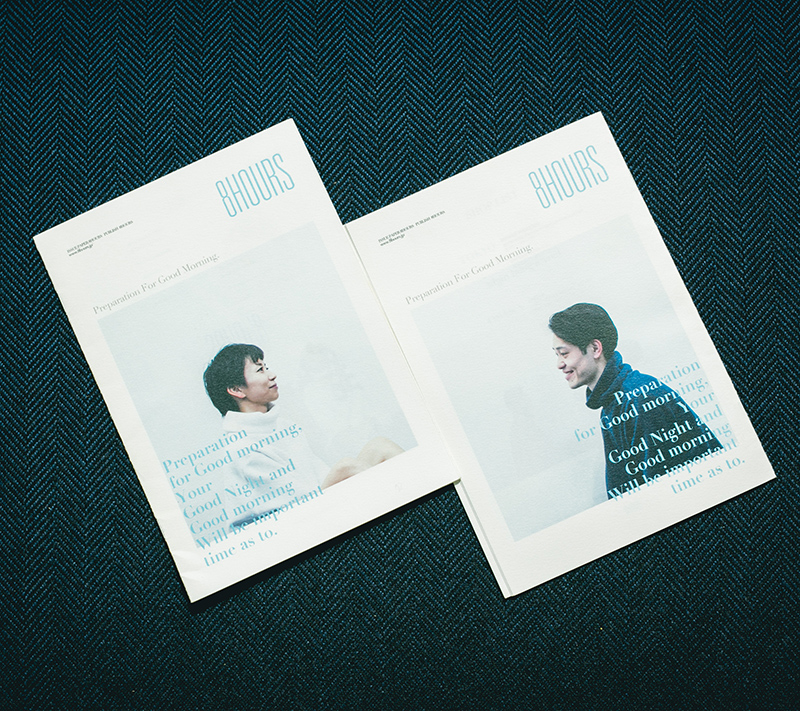 8HOURS
Preparation For Good Morning.
Preparation
for Good morning.
Your
Good Night and
Good morning
Will be important
time as to.
8HOURS
Preparation For Good Morning.
Preparation
for Good morning.
Your
Good Night and
Good morning
Will be important
time as to.